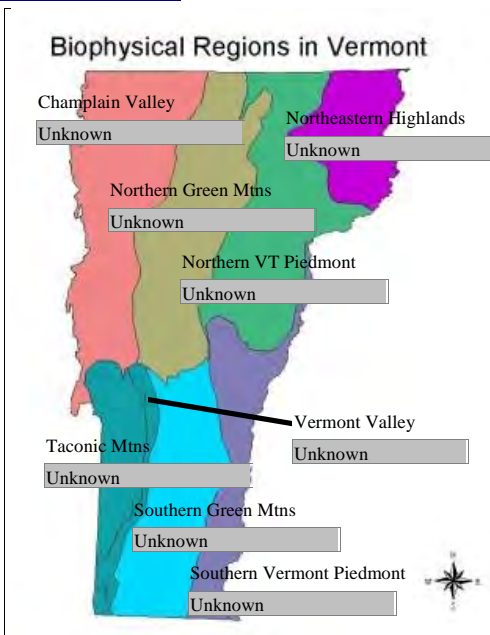 Biophysical Regions in Vermont
Champlain Valley
Unknown
Northeastern Highlands
Unknown
Northern Green Mtns
Unknown
Northern VT Piedmont
Unknown
Vermont Valley
Unknown
Taconic Mtns
Unknown
Southern Green Mtns
Unknown
Southern Vermont Piedmont
Unknown